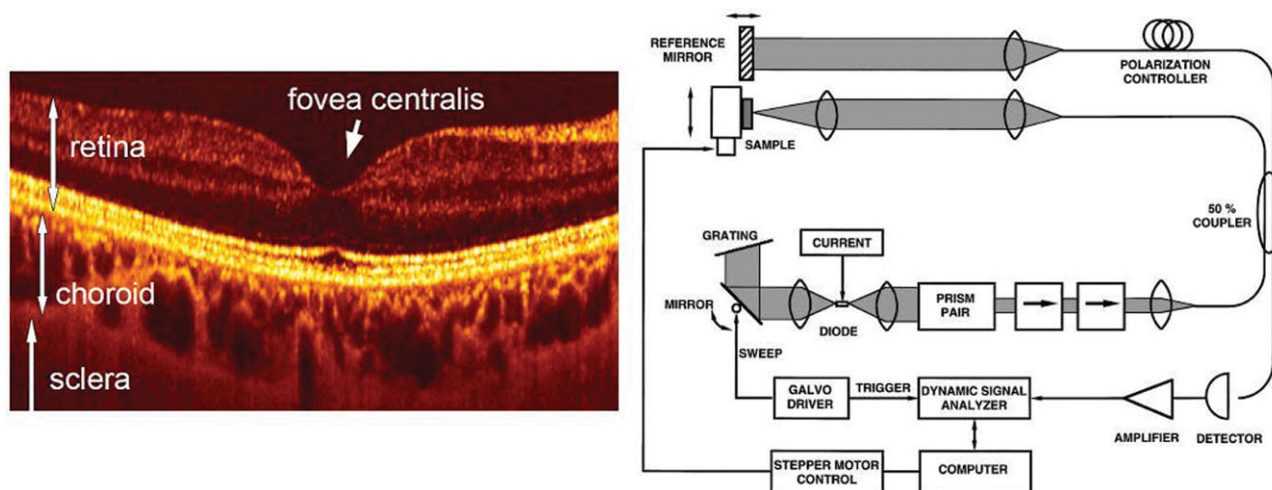 fovea centralis
retina
choroid
sclera
REFERENCE
MIRROR
POLARIZATION
CONTROLLER
SAMPLE
50 %
COUPLER
GRATING
CURRENT
MIRROR
DIODE
PRISM
PAIR
SWEEP
GALVO
DRIVER
TRIGGER
DYNAMIC SIGNAL
ANALYZER
AMPLIFIER
DETECTOR
STEPPER MOTOR
CONTROL
COMPUTER